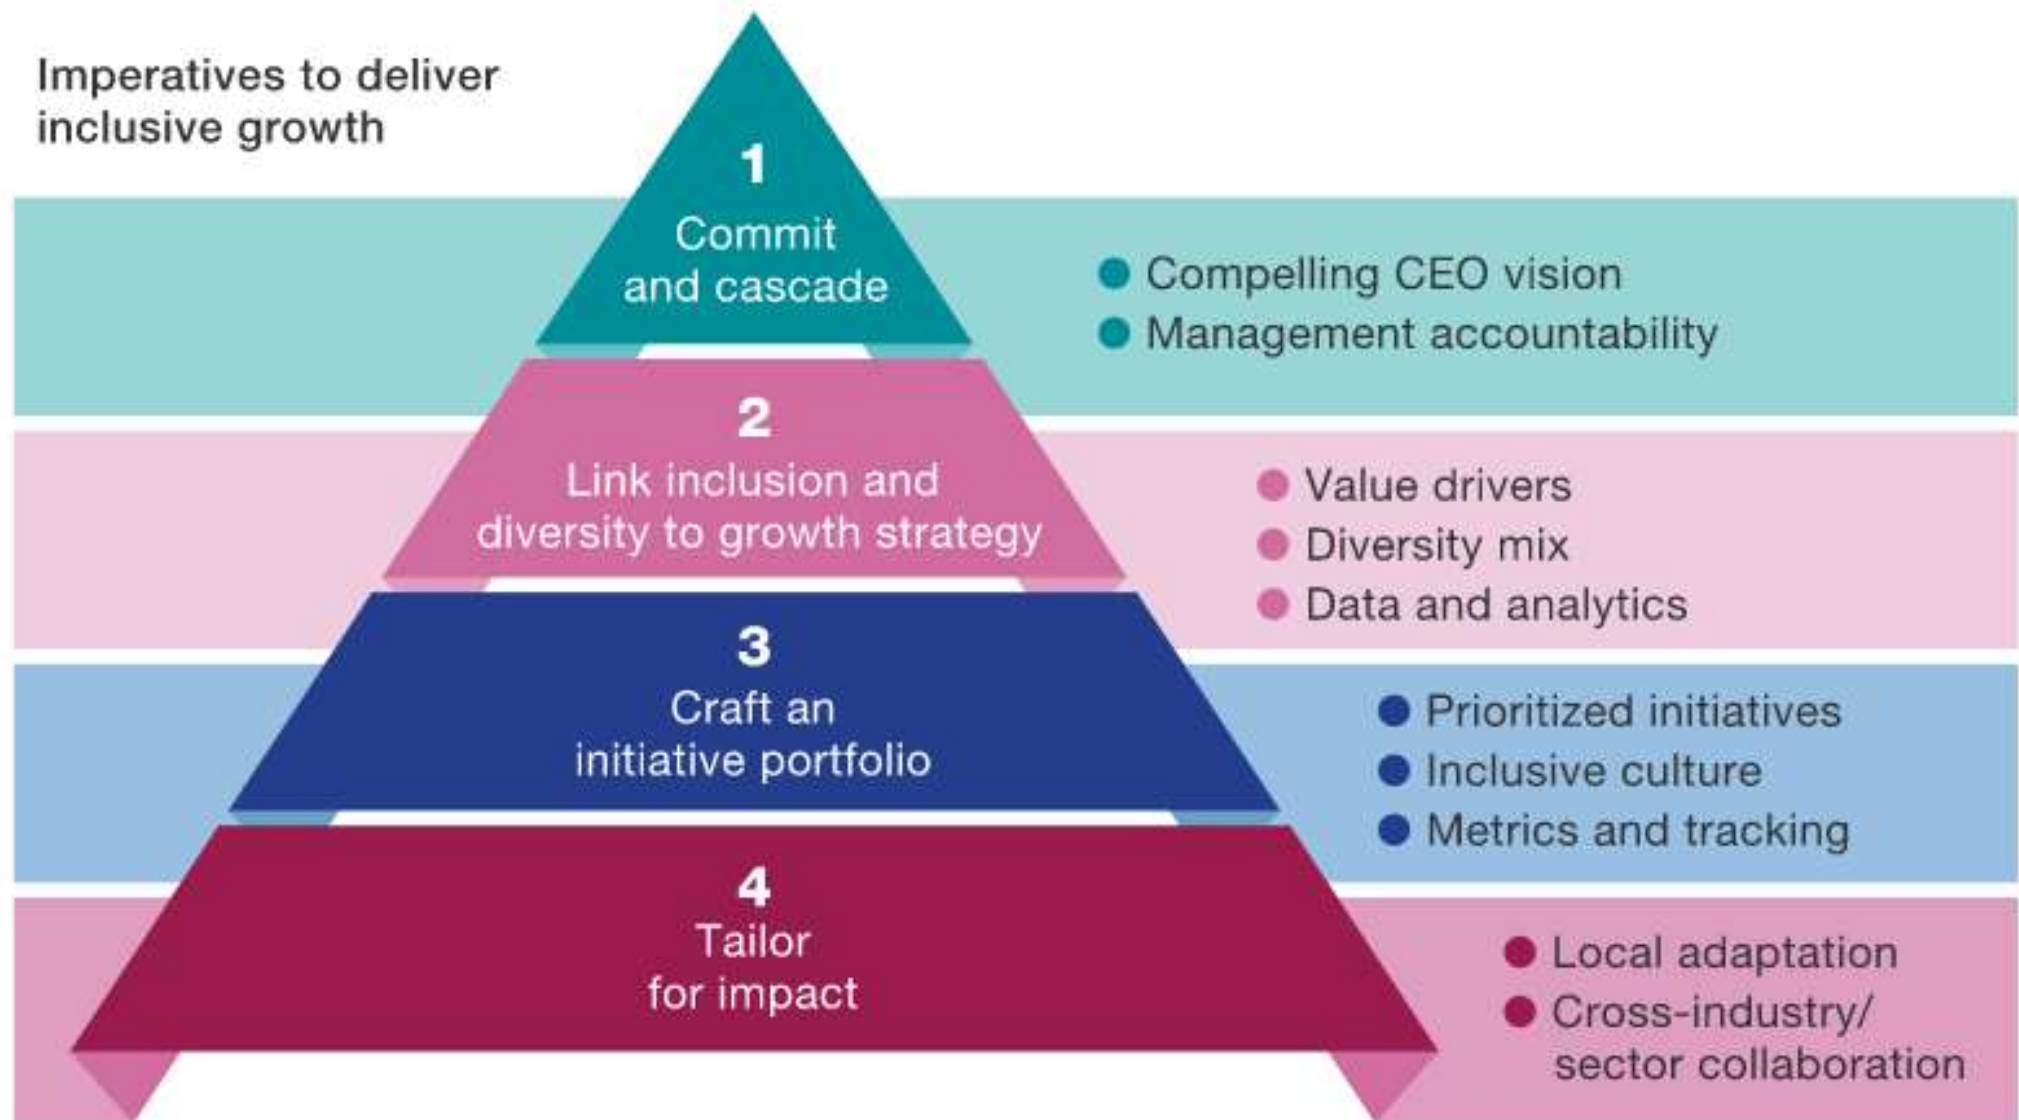 Imperatives to deliver
inclusive growth
1
Commit
and cascade
● Compelling CEO vision
● Management accountability
2
Link inclusion and
diversity to growth strategy
● Value drivers
● Diversity mix
● Data and analytics
3
Craft an
initiative portfolio
● Prioritized initiatives
● Inclusive culture
● Metrics and tracking
4
Tailor
for impact
● Local adaptation
● Cross-industry/
sector collaboration